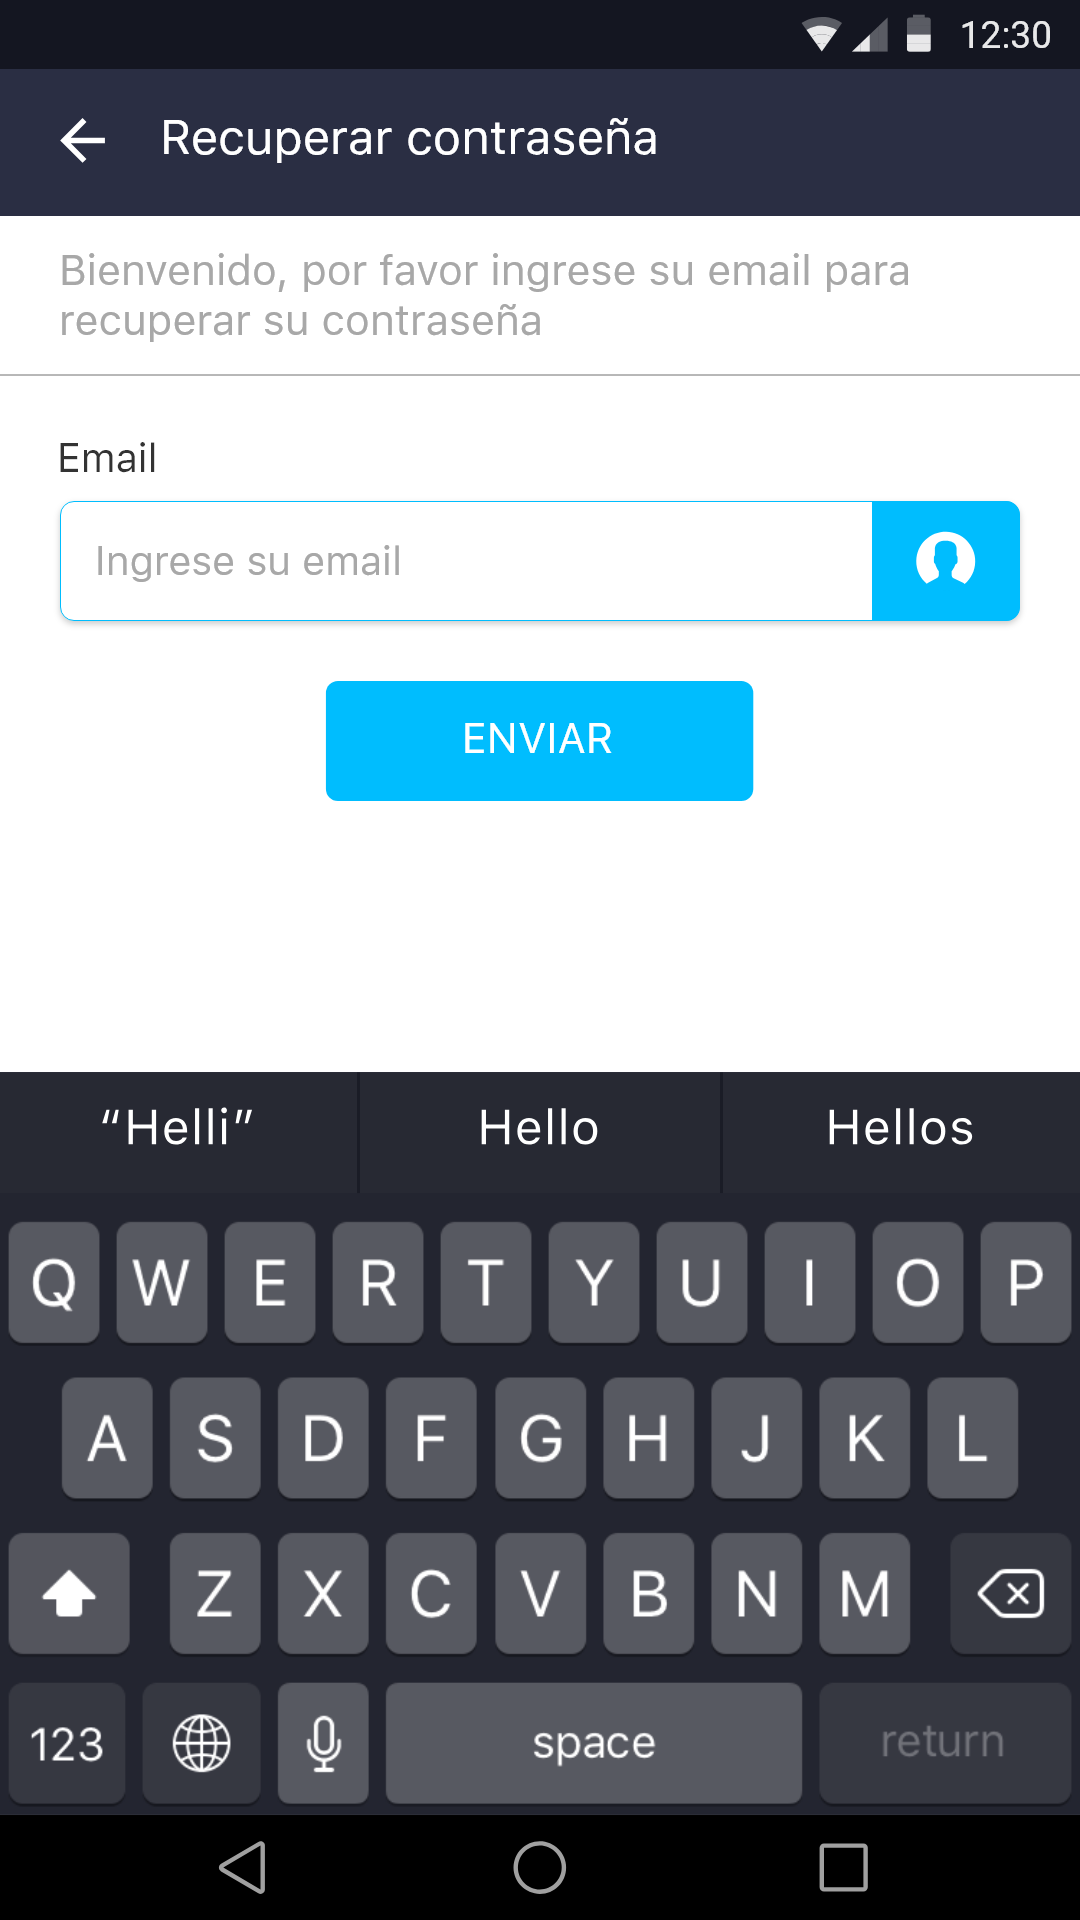 12:30
Recuperar contraseña
Bienvenido, por favor ingrese su email para
recuperar su contraseña
Email
Ingrese su email
ENVIAR
“Helli” Hello Hellos
Q W E R T Y U I O P
A S D F G H J K L
Z X C V B N M
123 space return